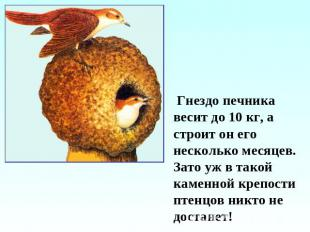 Гнездо печника
весит до 10 кг, а
строит он его
несколько месяцев.
Зато уж в такой
каменной крепости
птенцов никто не
достанет!